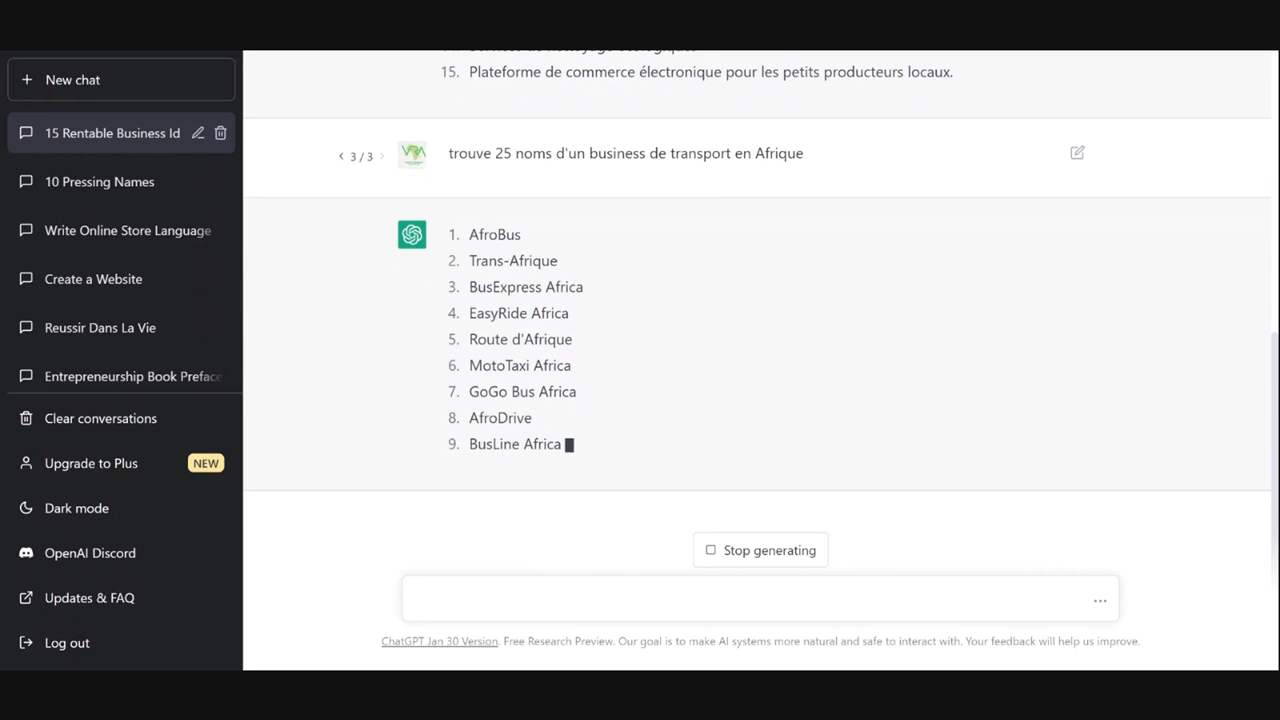 New chat
15 Rentable Business Id
10 Pressing Names
Write Online Store Language
Create a Website
Reussir Dans La Vie
Entrepreneurship Book Preface
Clear conversations
Upgrade to Plus NEW
Dark mode
OpenAI Discord
Updates & FAQ
Log out
15. Plateforme de commerce électronique pour les petits producteurs locaux.
< 3 / 3 >
trouve 25 noms d'un business de transport en Afrique
1. AfroBus
2. Trans-Afrique
3. BusExpress Africa
4. EasyRide Africa
5. Route d'Afrique
6. MotoTaxi Africa
7. GoGo Bus Africa
8. AfroDrive
9. BusLine Africa
Stop generating
ChatGPT Jan 30 Version. Free Research Preview. Our goal is to make AI systems more natural and safe to interact with. Your feedback will help us improve.